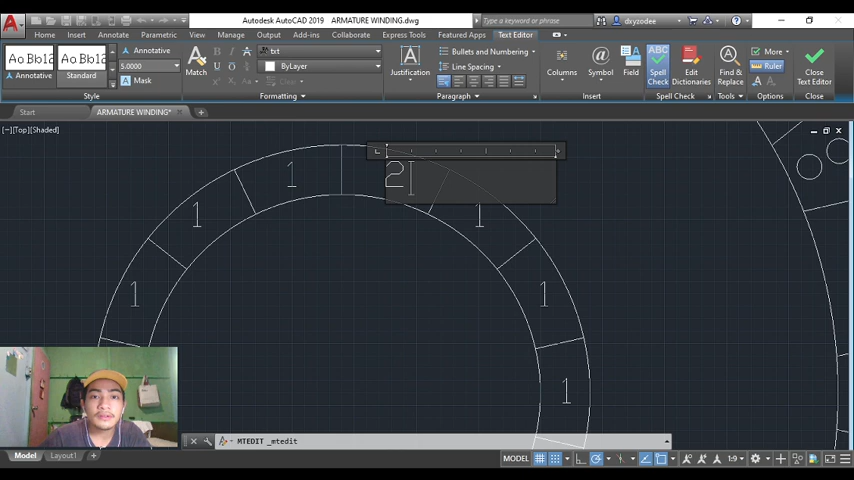 Autodesk AutoCAD 2019 ARMATURE WINDING.dwg
Type a keyword or phrase
dxyzodee
Home Insert Annotate Parametric View Manage Output Add-ins Collaborate Express Tools Featured Apps Text Editor
AaBb12 AaBb12
Annotative Standard
Annotative
5.0000
Mask
Style
Match
B I A
U O
txt
ByLayer
Formatting
Justification
Bullets and Numbering
Line Spacing
Paragraph
Columns
Symbol
Field
Insert
ABC
Spell Check
Edit Dictionaries
Spell Check
Find & Replace
Tools
More
Ruler
Options
Close Text Editor
Close
Start ARMATURE WINDING*
[−][Top][Shaded]
1 2
1 1
1 1
1
MTEDIT _mtedit
Model Layout1 +
MODEL
1:9